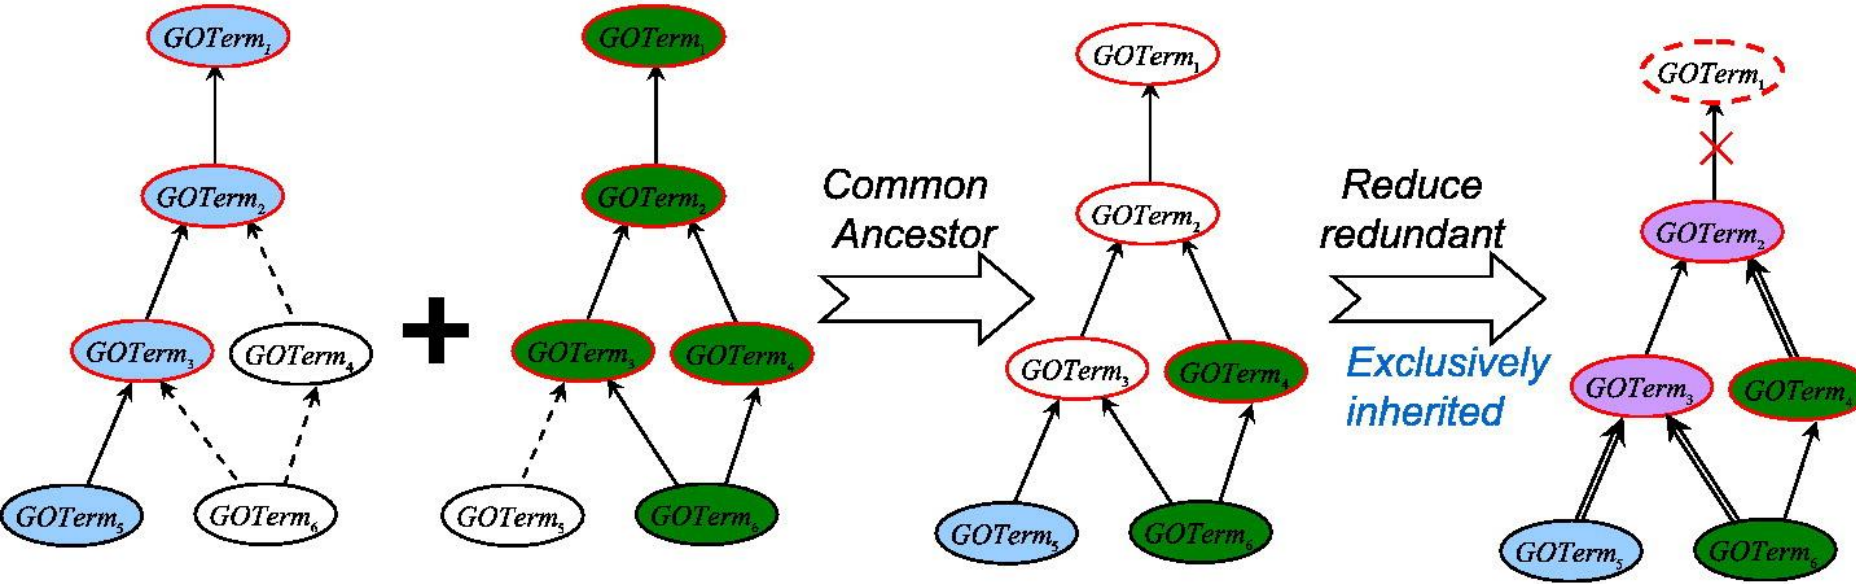 GOTerm₁
GOTerm₂
GOTerm₃ GOTerm₄
GOTerm₅ GOTerm₆
+
GOTerm₁
GOTerm₂
GOTerm₃ GOTerm₄
GOTerm₅ GOTerm₆
Common
Ancestor
GOTerm₁
GOTerm₂
GOTerm₃ GOTerm₄
GOTerm₅ GOTerm₆
Reduce
redundant
Exclusively
inherited
GOTerm₁
GOTerm₂
GOTerm₃ GOTerm₄
GOTerm₅ GOTerm₆